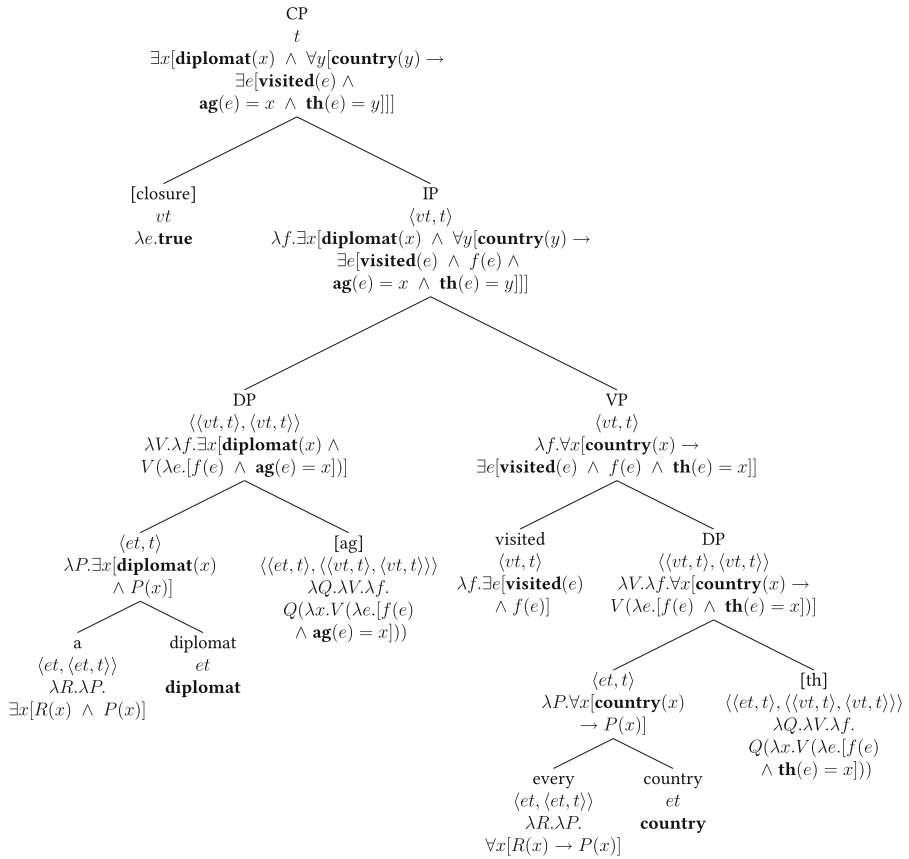 CP
t
∃x[diplomat(x) ∧ ∀y[country(y) →
∃e[visited(e) ∧
ag(e) = x ∧ th(e) = y]]]
[closure]
vt
λe.true
IP
⟨vt, t⟩
λf.∃x[diplomat(x) ∧ ∀y[country(y) →
∃e[visited(e) ∧ f(e) ∧
ag(e) = x ∧ th(e) = y]]]
DP
⟨⟨vt, t⟩, ⟨vt, t⟩⟩
λV.λf.∃x[diplomat(x) ∧
V(λe.[f(e) ∧ ag(e) = x])]
VP
⟨vt, t⟩
λf.∀x[country(x) →
∃e[visited(e) ∧ f(e) ∧ th(e) = x]]
⟨et, t⟩
λP.∃x[diplomat(x)
∧ P(x)]
[ag]
⟨⟨et, t⟩, ⟨⟨vt, t⟩, ⟨vt, t⟩⟩⟩
λQ.λV.λf.
Q(λx.V(λe.[f(e)
∧ ag(e) = x]))
visited
⟨vt, t⟩
λf.∃e[visited(e)
∧ f(e)]
DP
⟨⟨vt, t⟩, ⟨vt, t⟩⟩
λV.λf.∀x[country(x) →
V(λe.[f(e) ∧ th(e) = x])]
a
⟨et, ⟨et, t⟩⟩
λR.λP.
∃x[R(x) ∧ P(x)]
diplomat
et
diplomat
⟨et, t⟩
λP.∀x[country(x)
→ P(x)]
[th]
⟨⟨et, t⟩, ⟨⟨vt, t⟩, ⟨vt, t⟩⟩⟩
λQ.λV.λf.
Q(λx.V(λe.[f(e)
∧ th(e) = x]))
every
⟨et, ⟨et, t⟩⟩
λR.λP.
∀x[R(x) → P(x)]
country
et
country